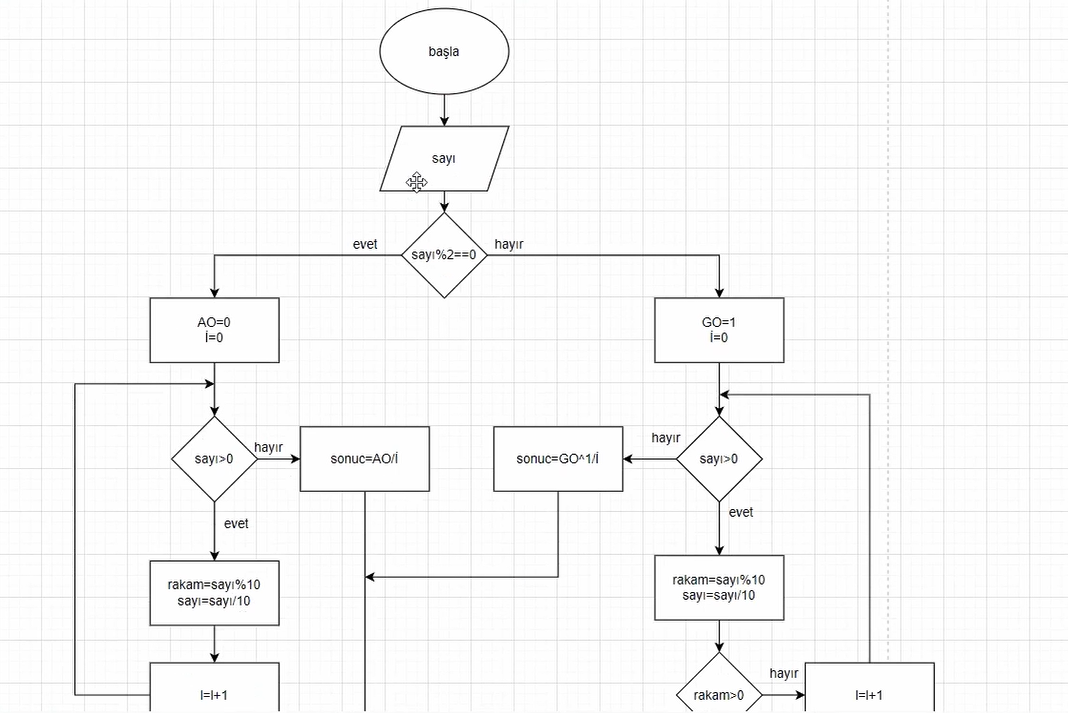 başla
sayı
evet
sayı%2==0
hayır
AO=0
İ=0
GO=1
İ=0
sayı>0
hayır
sonuc=AO/İ
sonuc=GO^1/İ
hayır
sayı>0
evet
evet
rakam=sayı%10
sayı=sayı/10
rakam=sayı%10
sayı=sayı/10
I=I+1
rakam>0
hayır
I=I+1